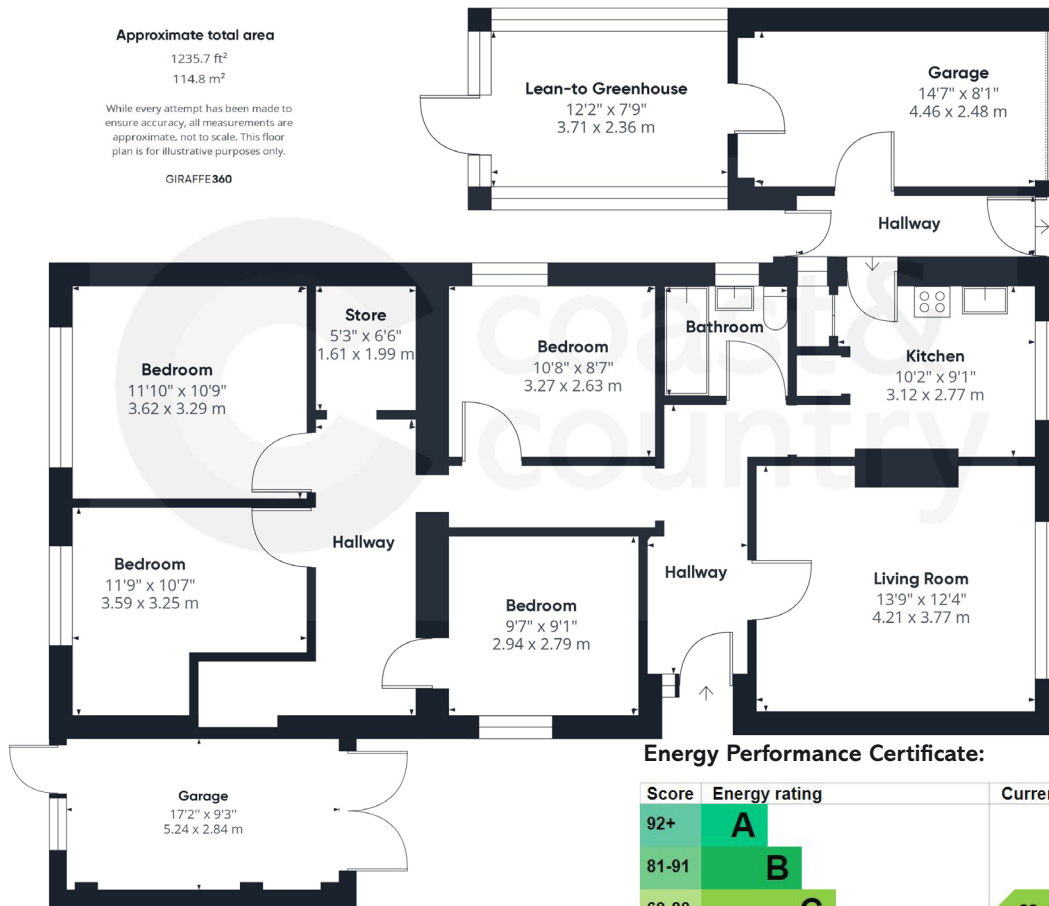 Approximate total area
1235.7 ft²
114.8 m²
While every attempt has been made to
ensure accuracy, all measurements are
approximate, not to scale. This floor
plan is for illustrative purposes only.
GIRAFFE360
Lean-to Greenhouse
12'2" x 7'9"
3.71 x 2.36 m
Garage
14'7" x 8'1"
4.46 x 2.48 m
Hallway
Bedroom
11'10" x 10'9"
3.62 x 3.29 m
Store
5'3" x 6'6"
1.61 x 1.99 m
Bedroom
10'8" x 8'7"
3.27 x 2.63 m
Bathroom
Kitchen
10'2" x 9'1"
3.12 x 2.77 m
coast &
country
Bedroom
11'9" x 10'7"
3.59 x 3.25 m
Hallway
Bedroom
9'7" x 9'1"
2.94 x 2.79 m
Hallway
Living Room
13'9" x 12'4"
4.21 x 3.77 m
Garage
17'2" x 9'3"
5.24 x 2.84 m
Energy Performance Certificate:
Score Energy rating Curre
92+ A
81-91 B
69-80 C